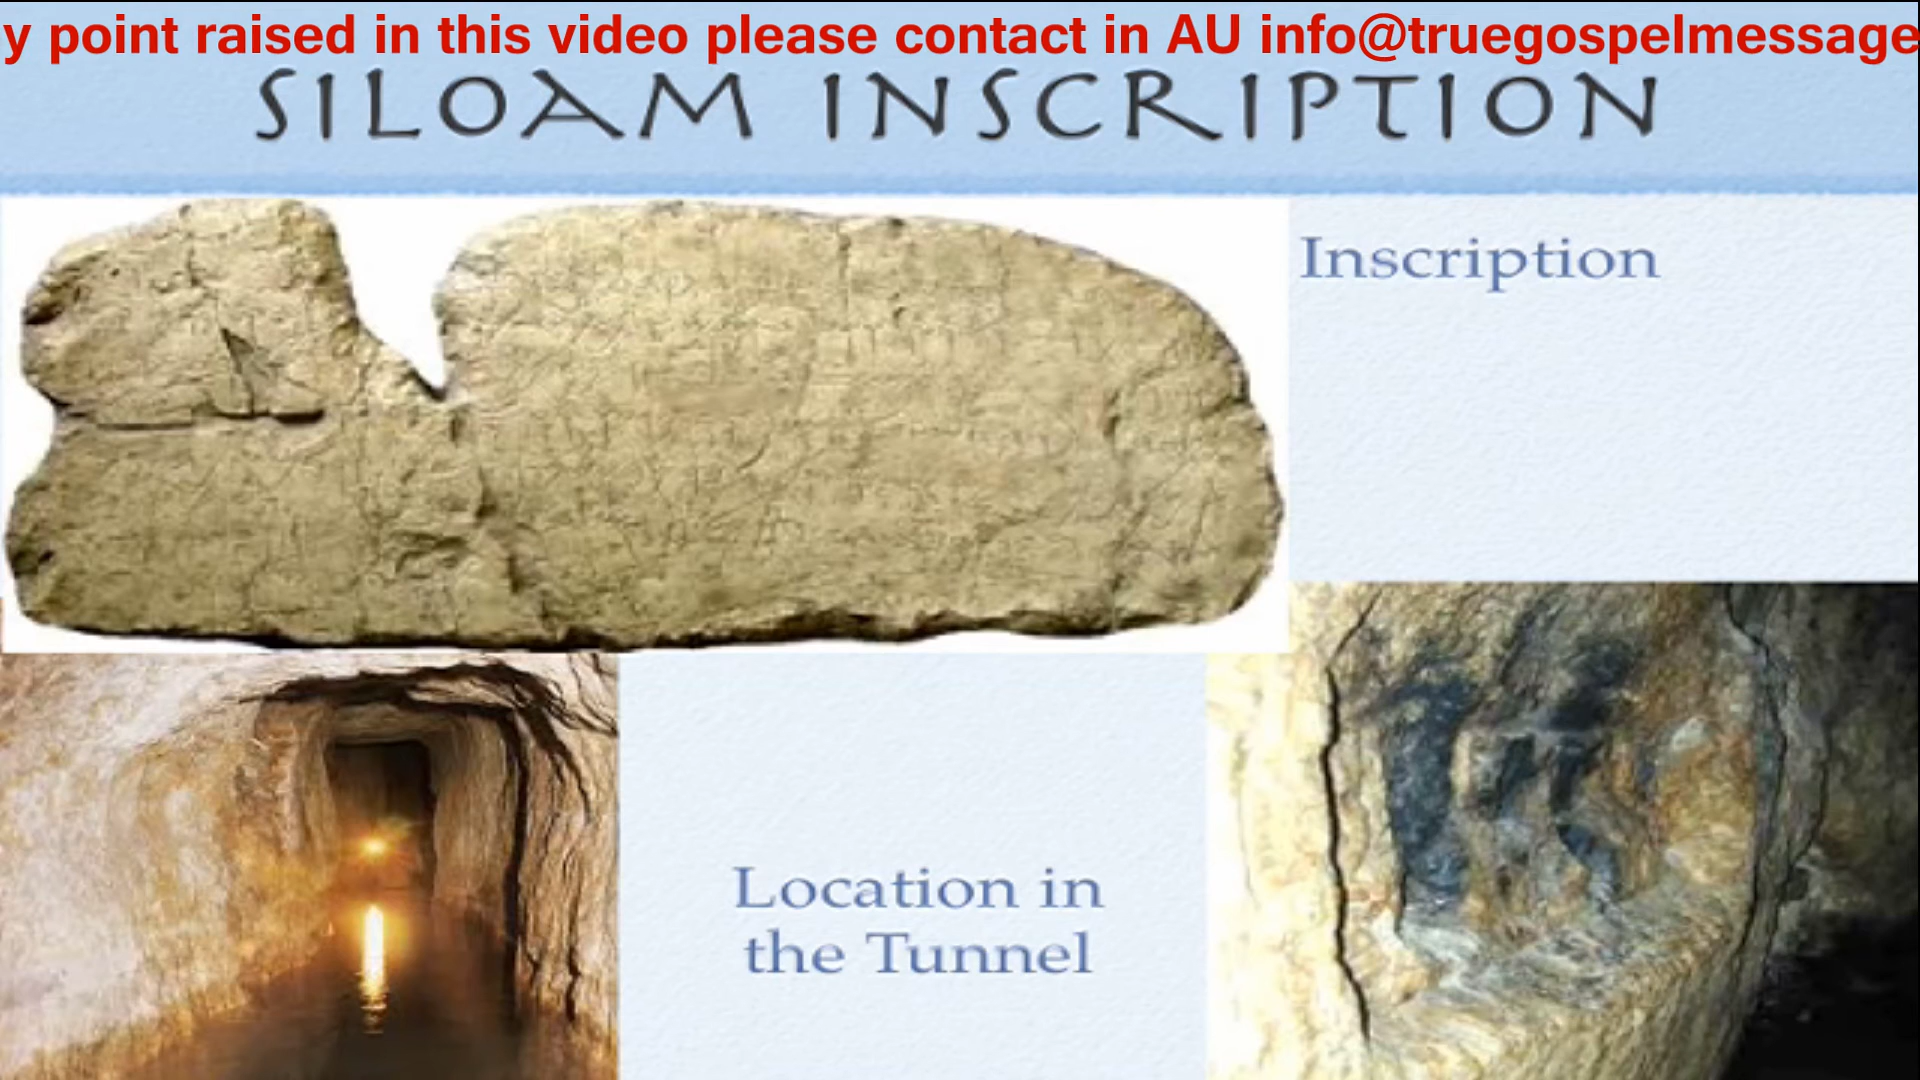 y point raised in this video please contact in AU info@truegospelmessage
SILOAM INSCRIPTION
Inscription
Location in
the Tunnel